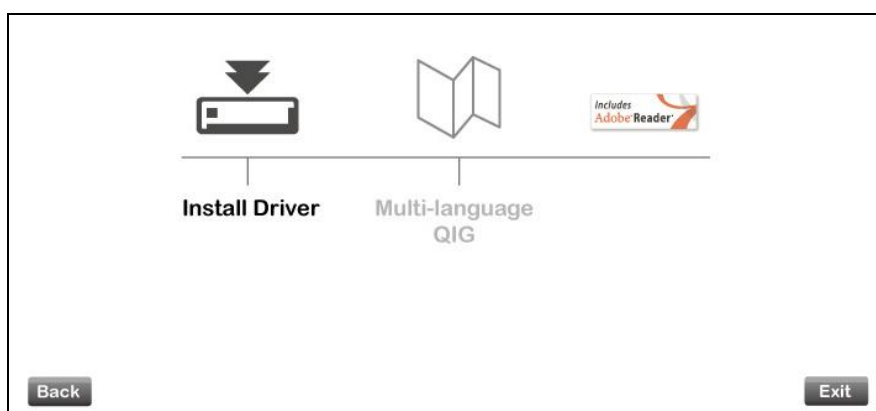 Includes
Adobe® Reader®
Install Driver
Multi-language
QIG
Back
Exit